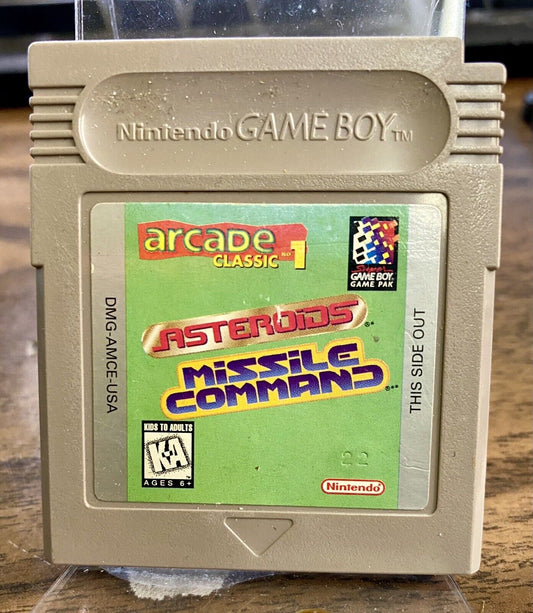 Nintendo GAME BOY TM
arcade
CLASSIC NO 1
Super
GAME BOY
GAME PAK
ASTEROIDS ®*
MISSILE
COMMAND ®**
DMG-AMCE-USA
THIS SIDE OUT
KIDS TO ADULTS
KA
AGES 6+
22
Nintendo